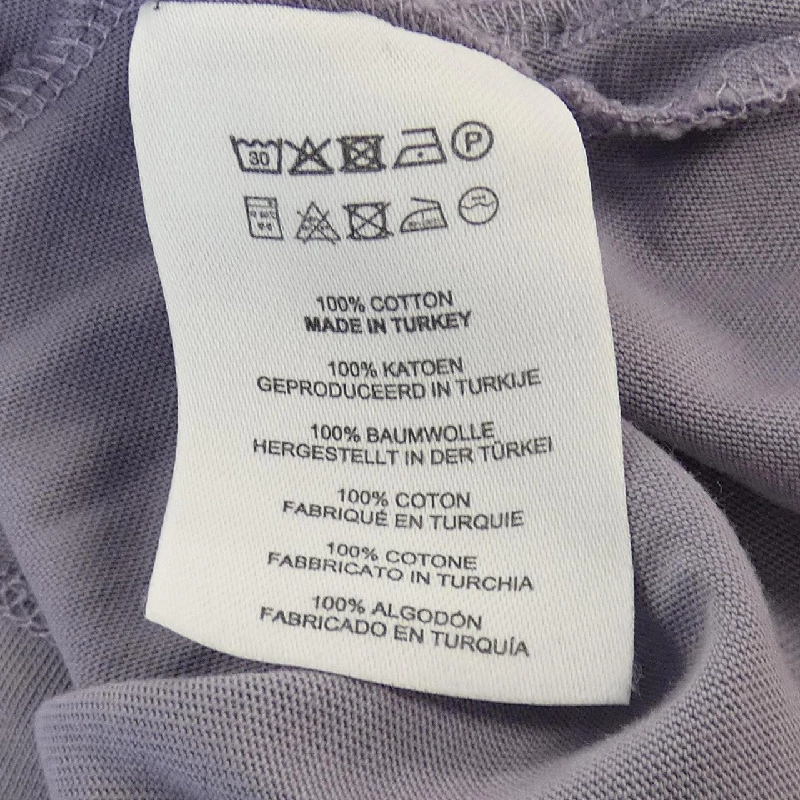 30 P
100% COTTON
MADE IN TURKEY
100% KATOEN
GEPRODUCEERD IN TURKIJE
100% BAUMWOLLE
HERGESTELLT IN DER TÜRKEI
100% COTON
FABRIQUÉ EN TURQUIE
100% COTONE
FABBRICATO IN TURCHIA
100% ALGODÓN
FABRICADO EN TURQUÍA